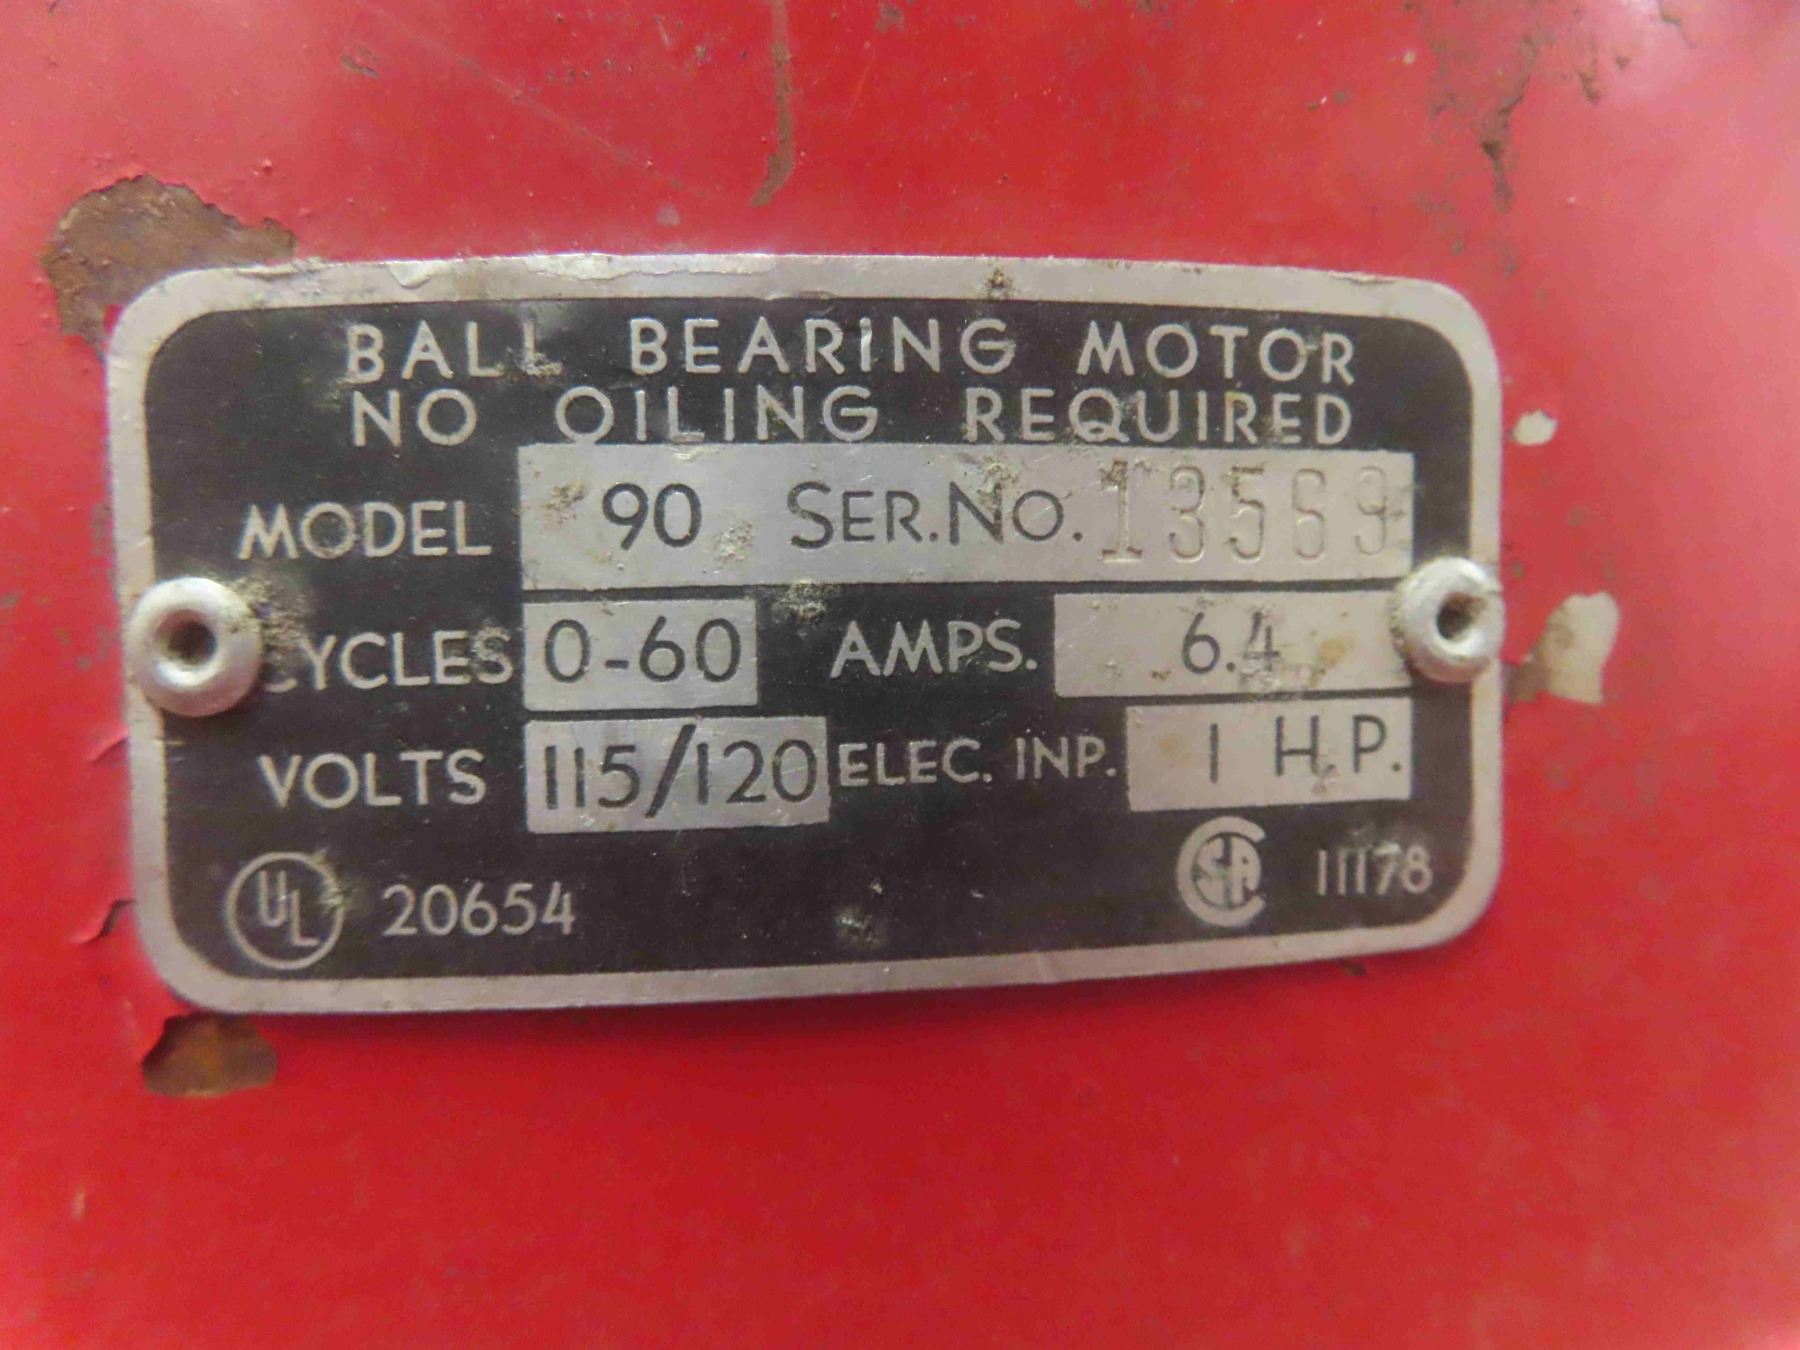 BALL BEARING MOTOR
NO OILING REQUIRED
MODEL 90 SER.NO. 13569
CYCLES 0-60 AMPS. 6.4
VOLTS 115/120 ELEC. INP. 1 H.P.
UL 20654 CSA 11178